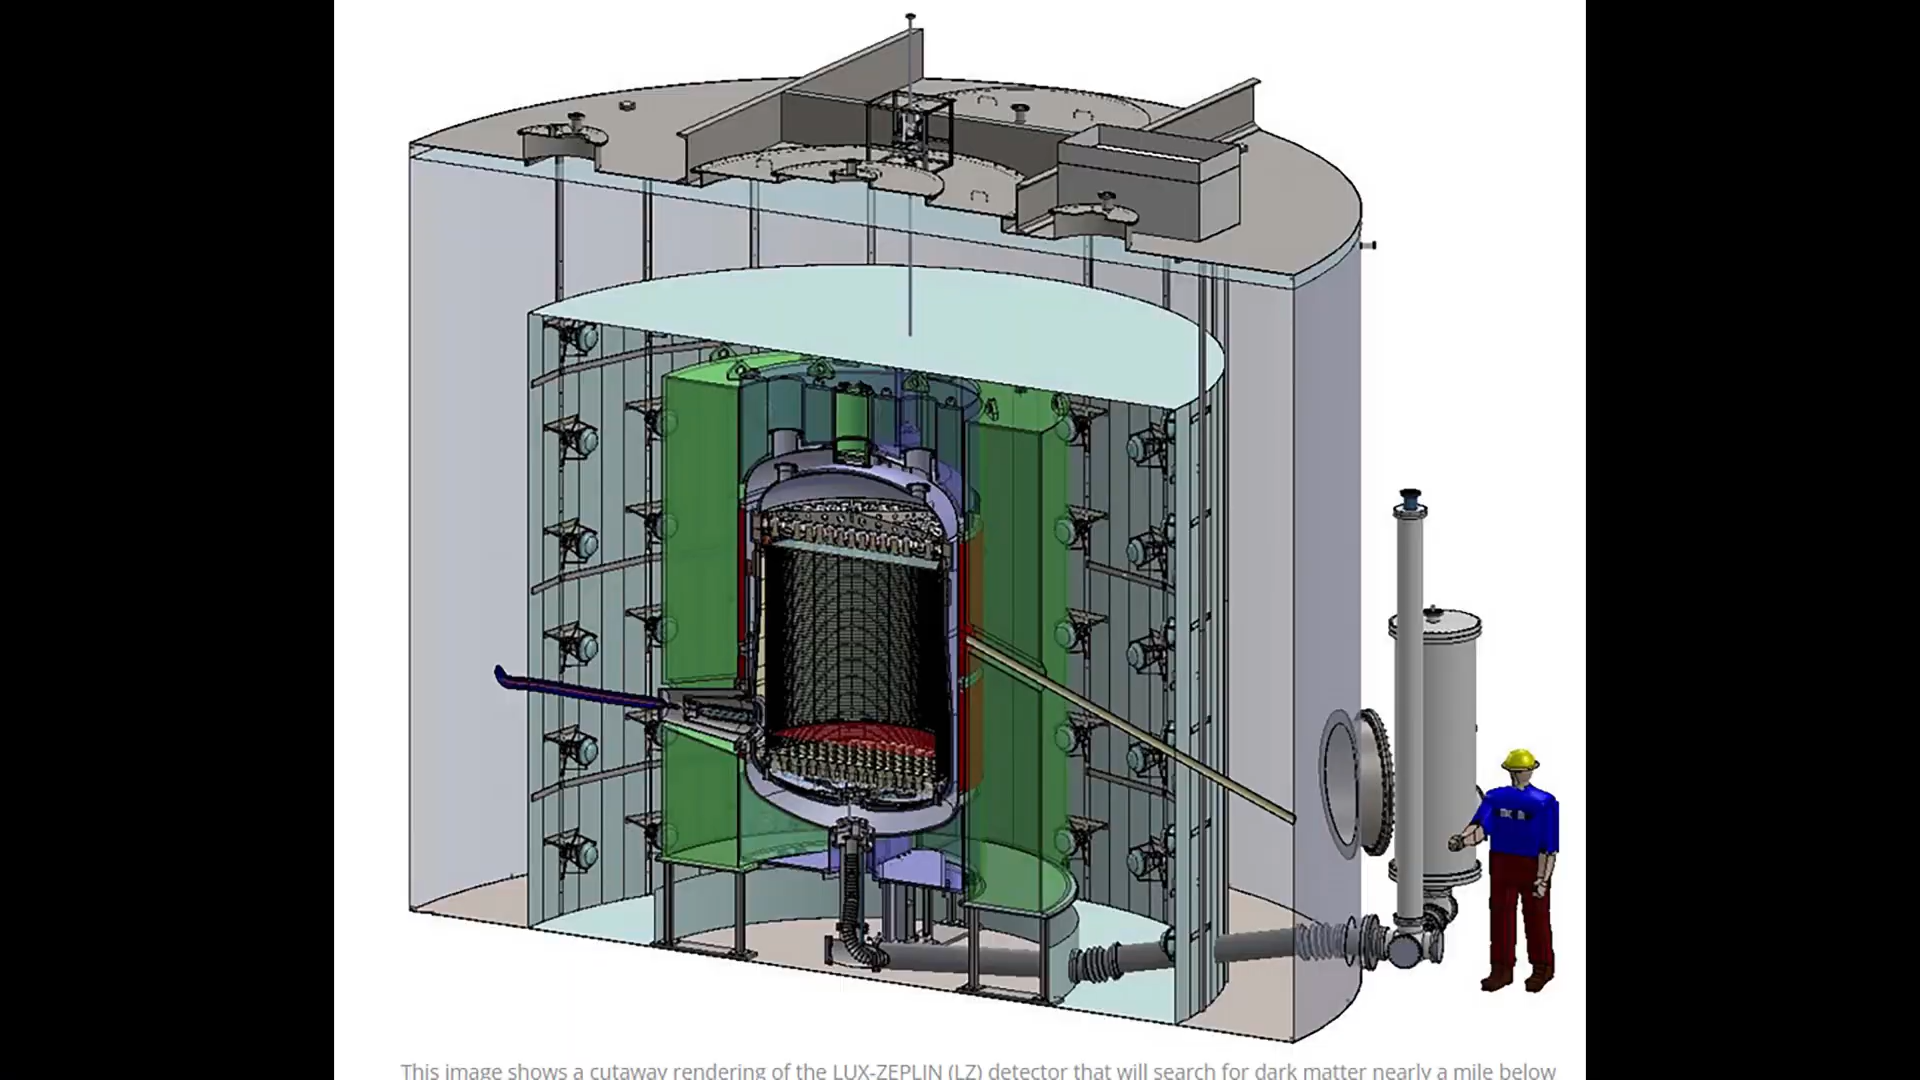 This image shows a cutaway rendering of the LUX-ZEPLIN (LZ) detector that will search for dark matter nearly a mile below